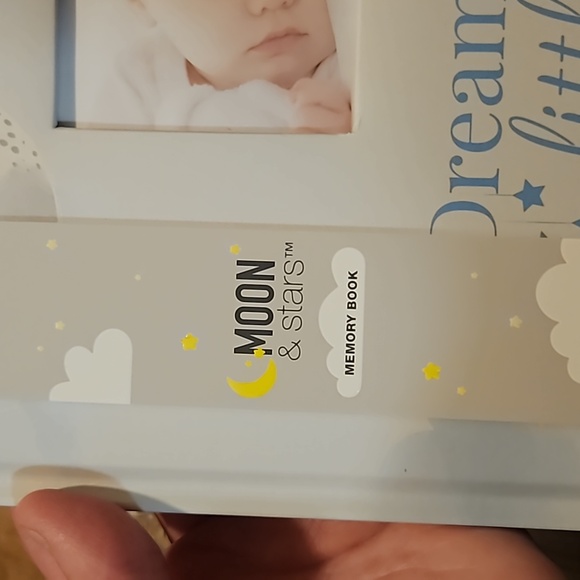 Dream
little
MOON
& stars™
MEMORY BOOK